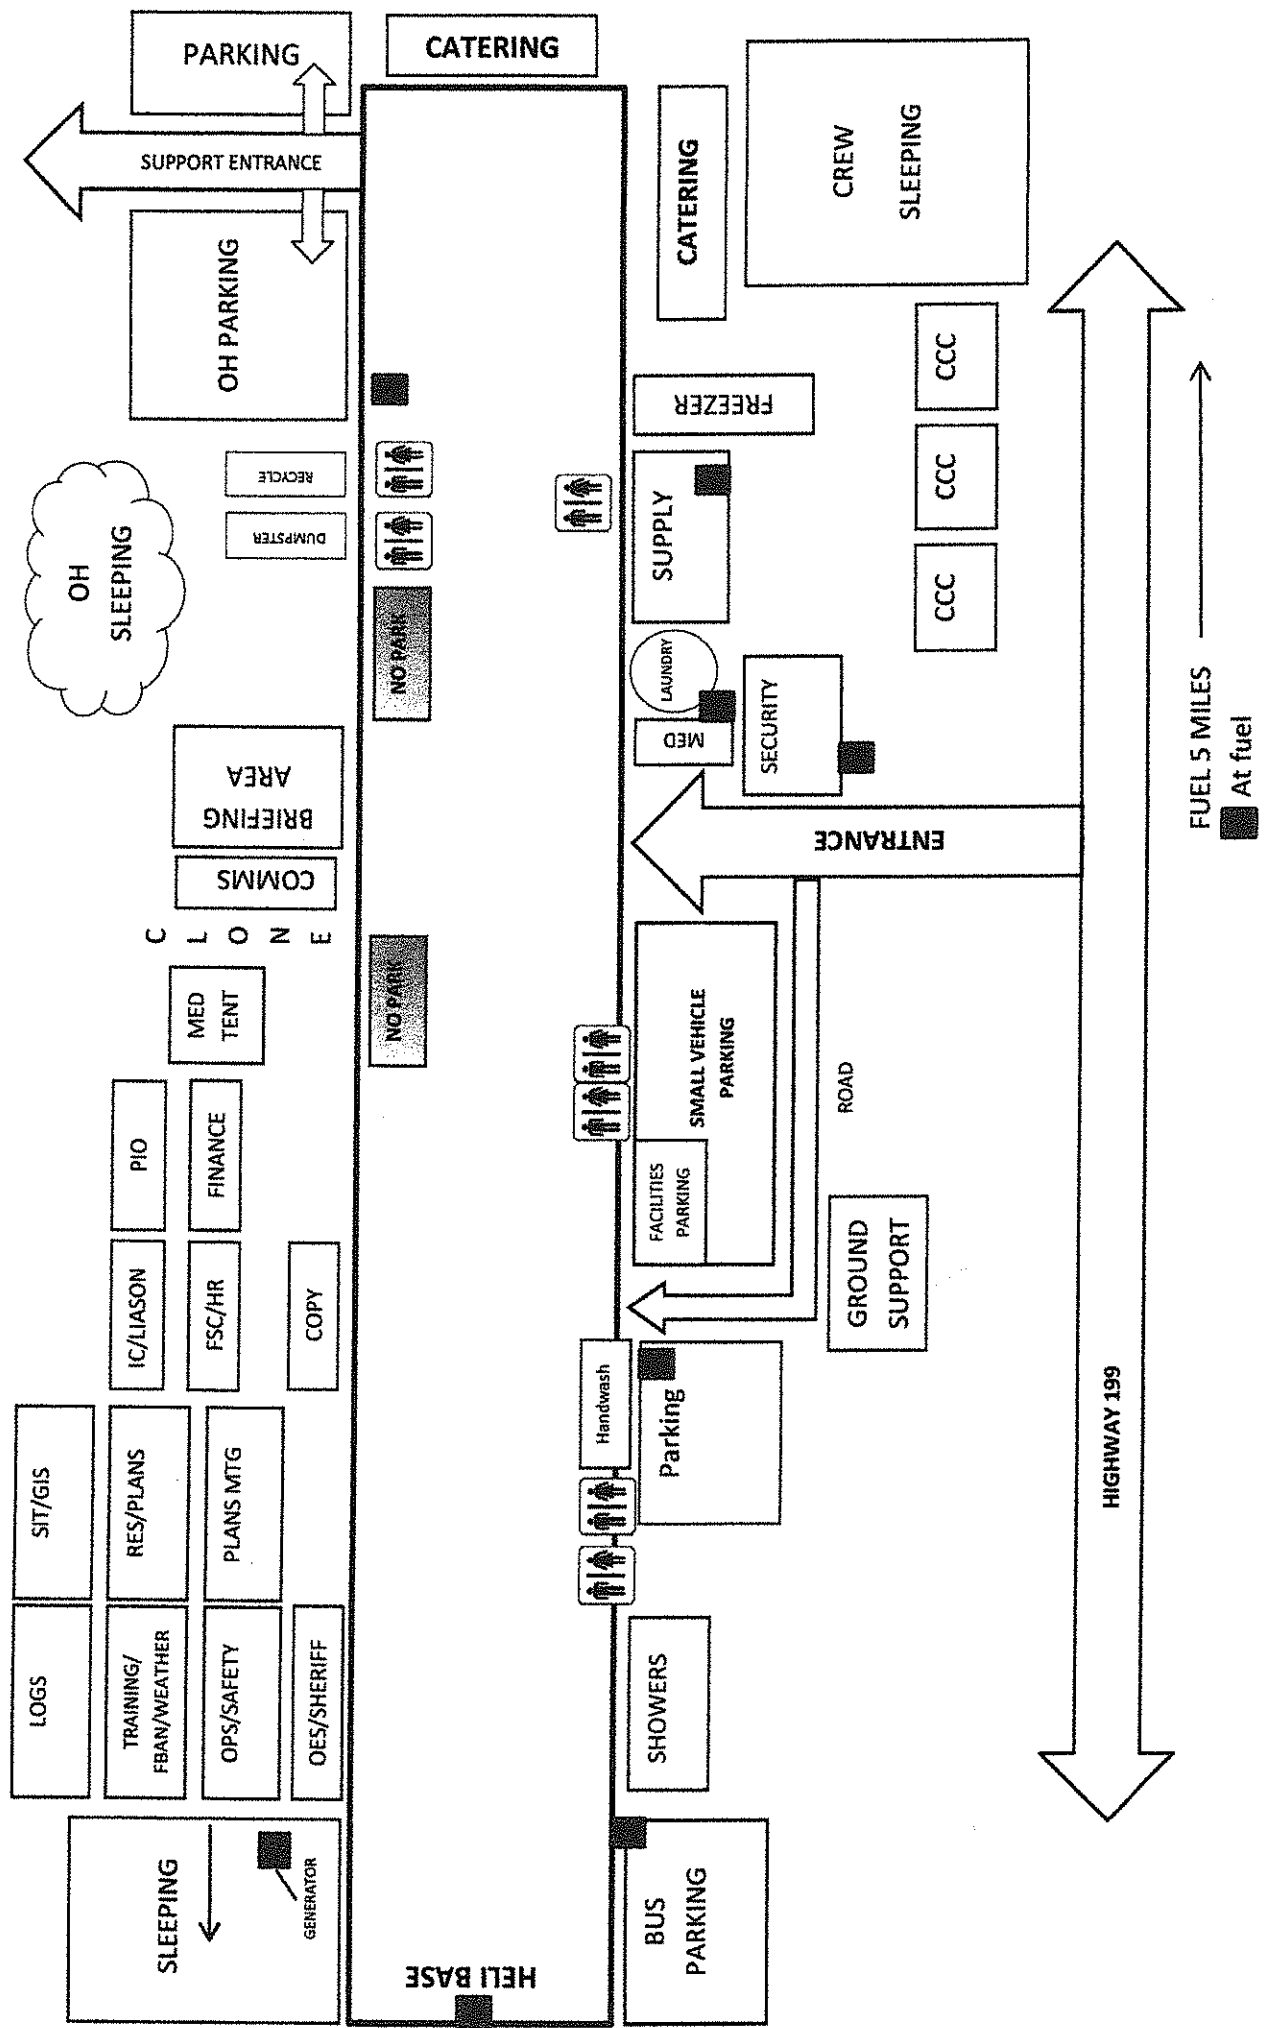 SLEEPING
GENERATOR
LOGS
SIT/GIS
TRAINING/
FBAN/WEATHER
RES/PLANS
IC/LIASON
PIO
OPS/SAFETY
PLANS MTG
FSC/HR
FINANCE
OES/SHERIFF
COPY
MED
TENT
C
L
O
N
E
COMMS
BRIEFING
AREA
OH
SLEEPING
DUMPSTER
RECYCLE
OH PARKING
SUPPORT ENTRANCE
PARKING
HELI BASE
NO PARK
NO PARK
CATERING
BUS
PARKING
SHOWERS
Handwash
Parking
FACILITIES
PARKING
SMALL VEHICLE
PARKING
ENTRANCE
MED
LAUNDRY
SUPPLY
FREEZER
CATERING
SECURITY
CREW
SLEEPING
GROUND
SUPPORT
ROAD
CCC
CCC
CCC
HIGHWAY 199
FUEL 5 MILES
At fuel